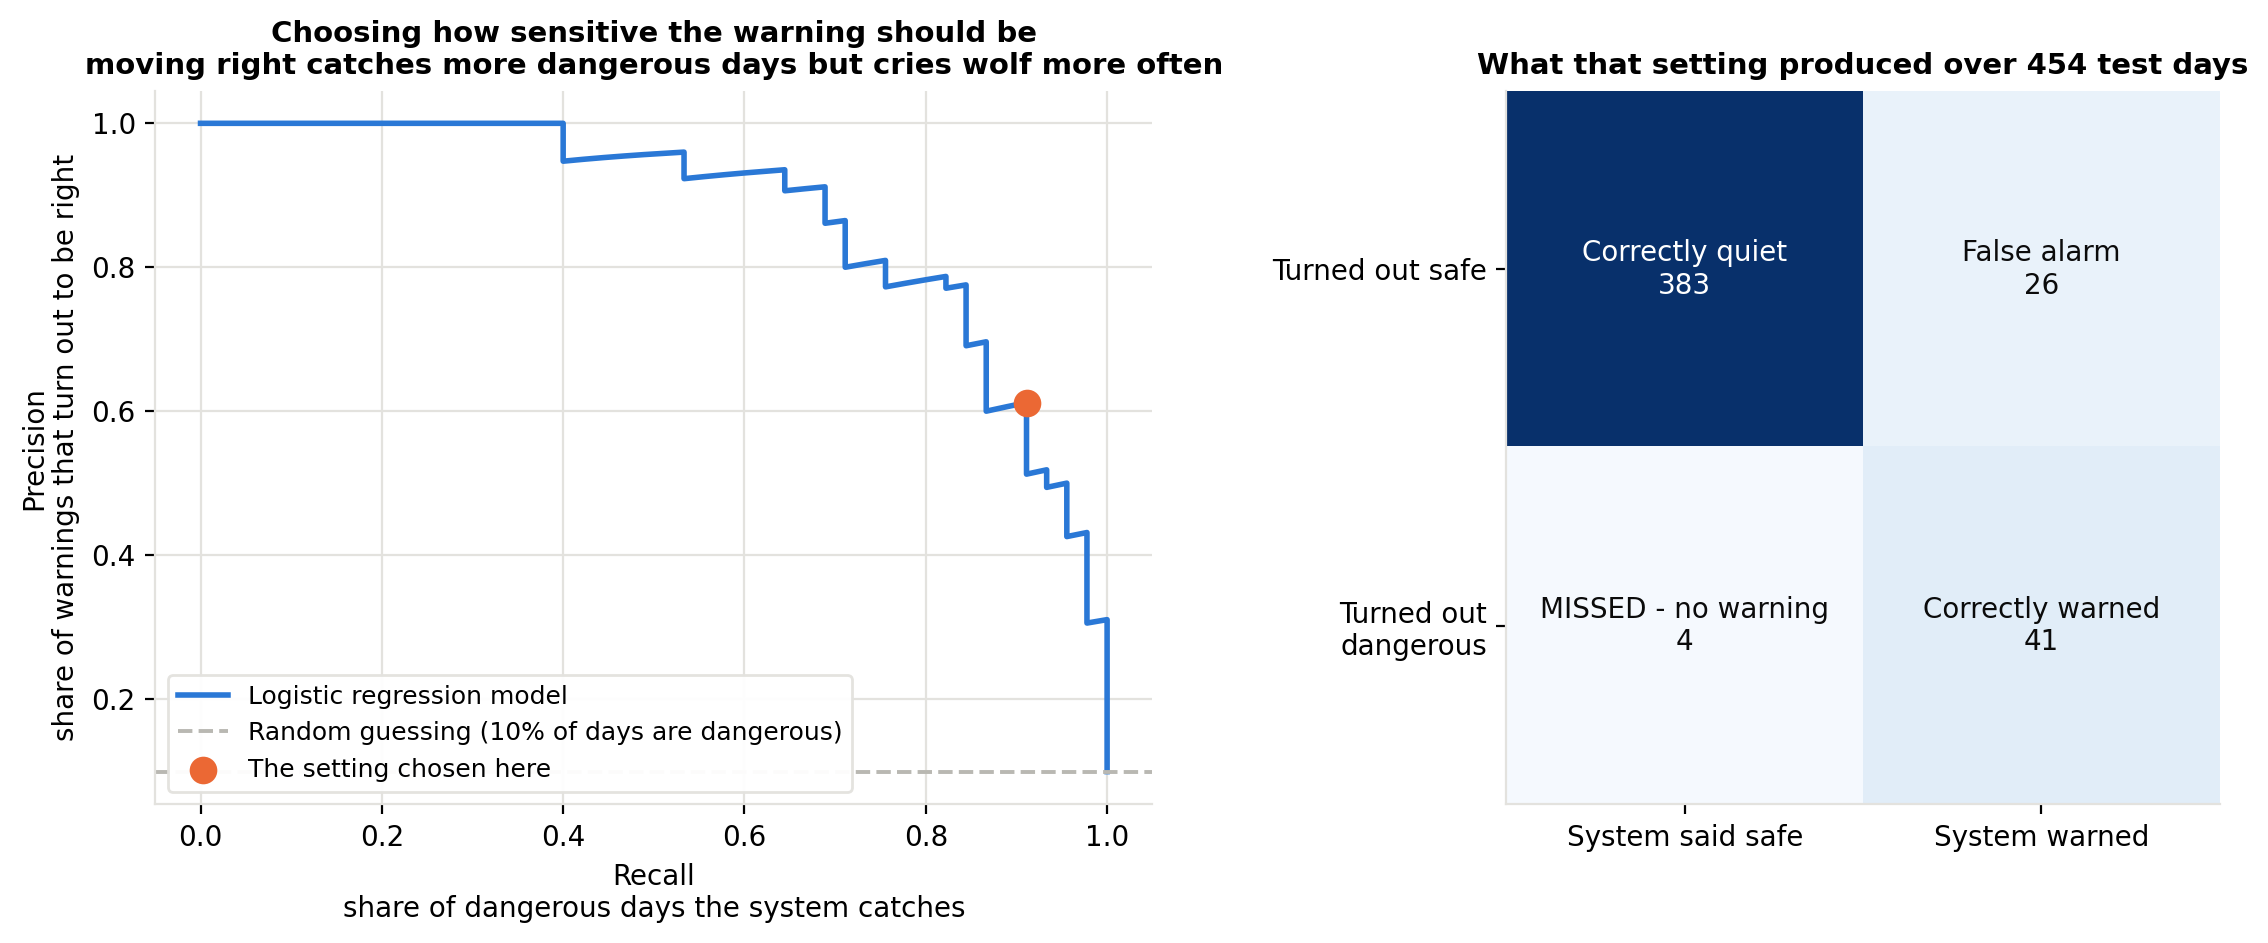 Choosing how sensitive the warning should be
moving right catches more dangerous days but cries wolf more often
Precision
share of warnings that turn out to be right
1.0
0.8
0.6
0.4
0.2
Logistic regression model
Random guessing (10% of days are dangerous)
The setting chosen here
0.0
0.2
0.4
0.6
0.8
1.0
Recall
share of dangerous days the system catches
What that setting produced over 454 test days
Turned out safe
Correctly quiet
383
False alarm
26
Turned out
dangerous
MISSED - no warning
4
Correctly warned
41
System said safe
System warned